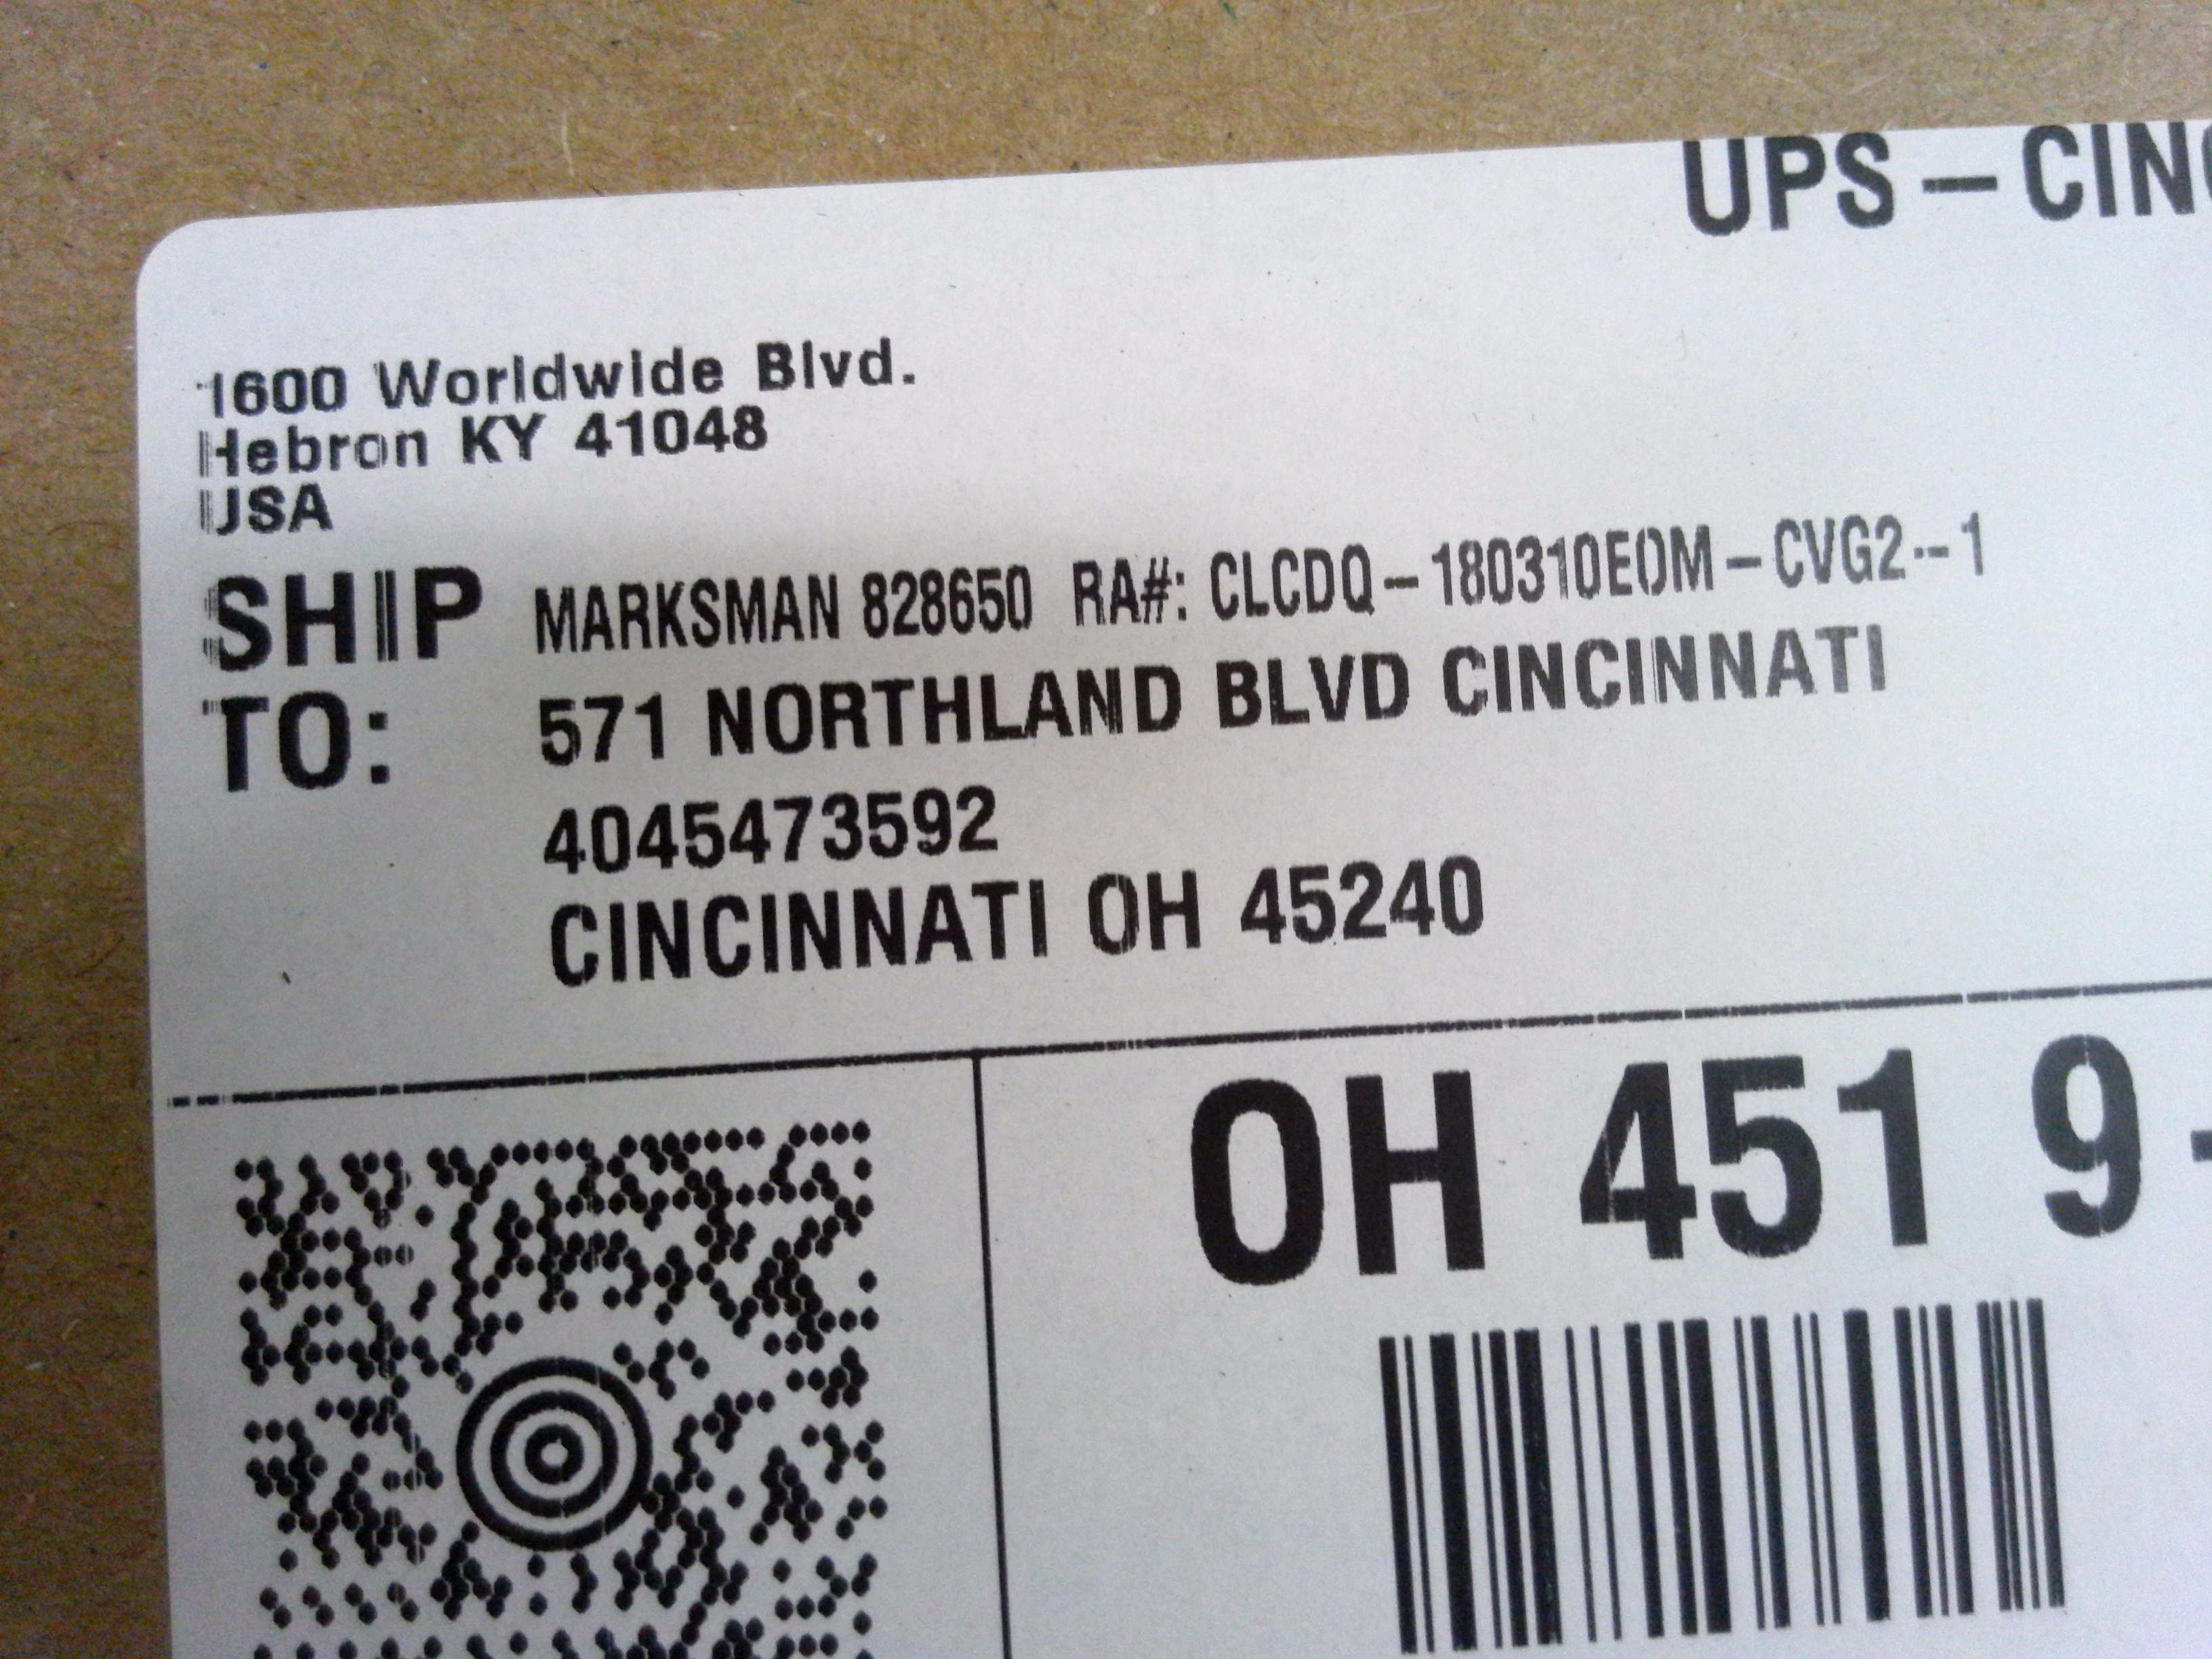 UPS – CIN
1600 Worldwide Blvd.
Hebron KY 41048
USA
SHIP TO:
MARKSMAN 828650 RA#: CLCDQ–180310EOM–CVG2--1
571 NORTHLAND BLVD CINCINNATI
4045473592
CINCINNATI OH 45240
OH 451 9-